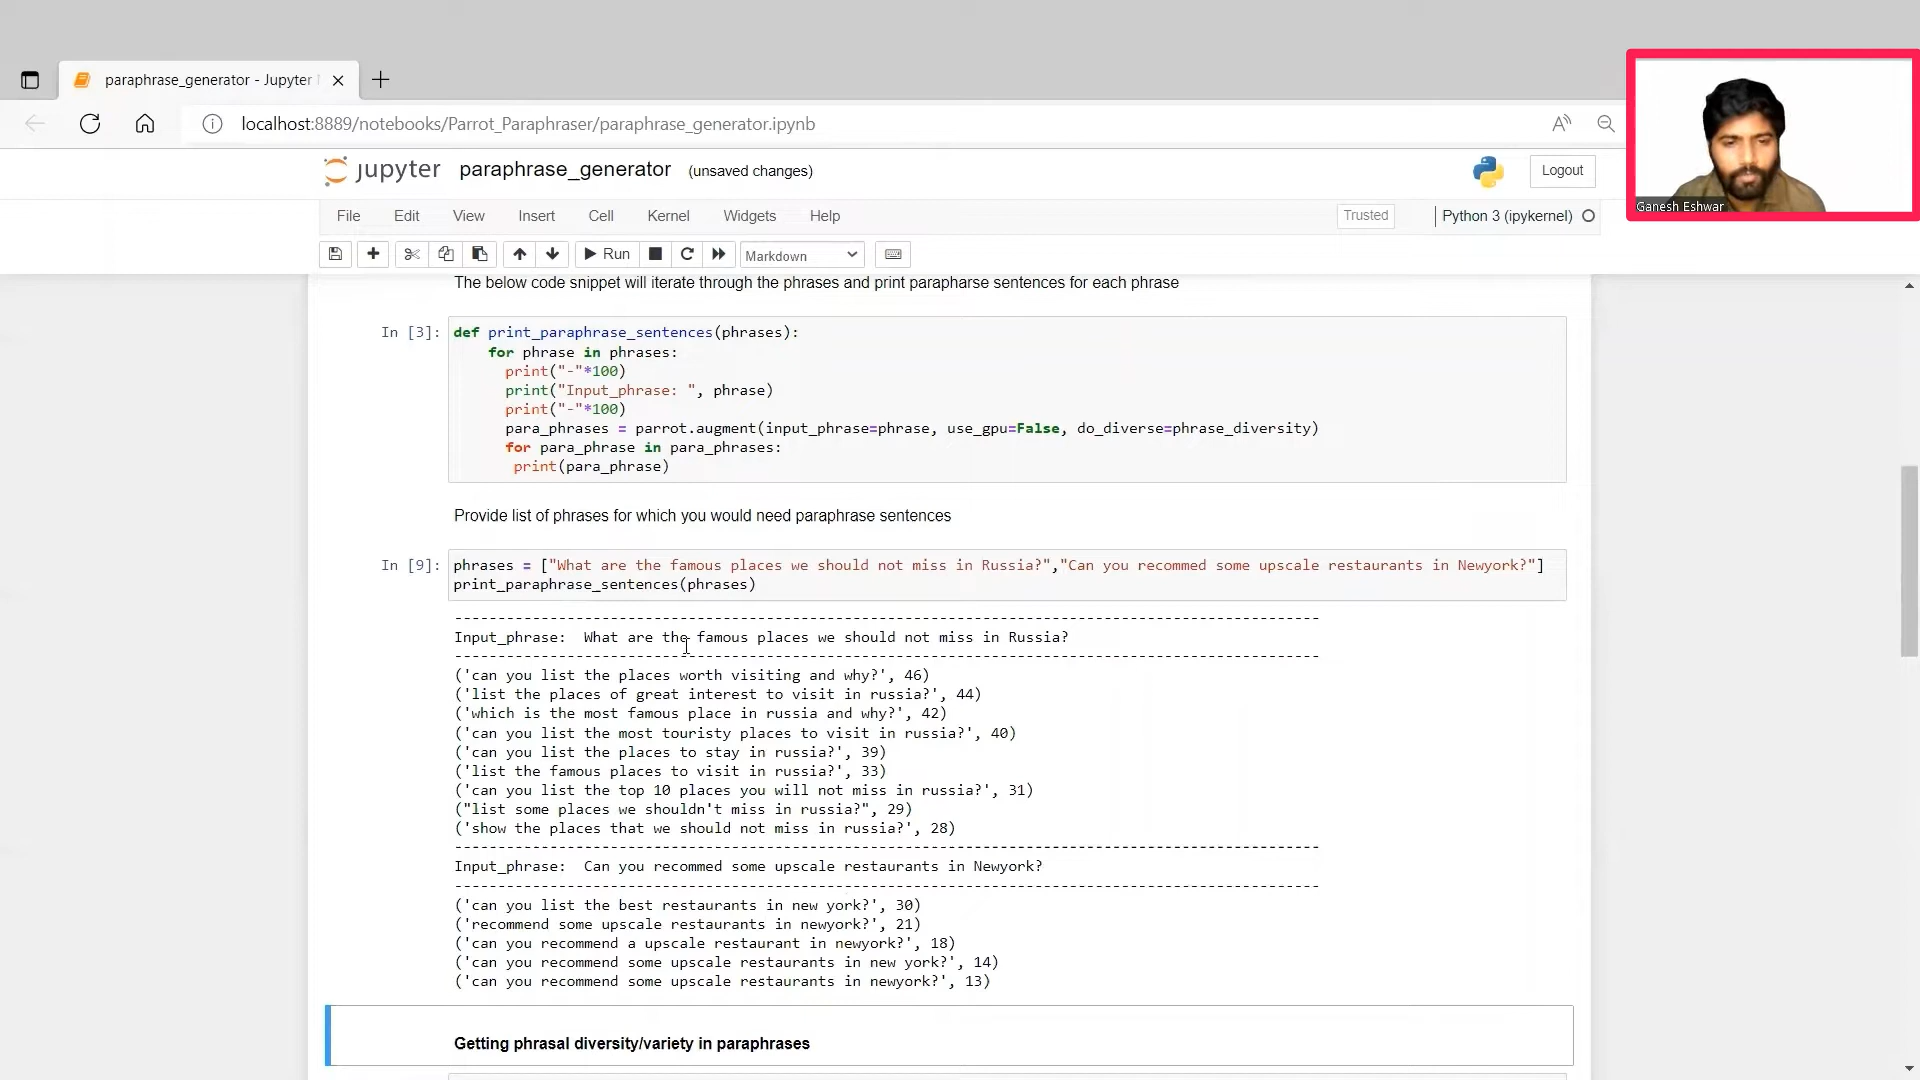 paraphrase_generator - Jupyter
localhost:8889/notebooks/Parrot_Paraphraser/paraphrase_generator.ipynb
Ganesh Eshwar
jupyter paraphrase_generator (unsaved changes)
Logout
File Edit View Insert Cell Kernel Widgets Help
Trusted
Python 3 (ipykernel)
Run
Markdown
The below code snippet will iterate through the phrases and print parapharse sentences for each phrase
In [3]:
def print_paraphrase_sentences(phrases):
    for phrase in phrases:
      print("-"*100)
      print("Input_phrase: ", phrase)
      print("-"*100)
      para_phrases = parrot.augment(input_phrase=phrase, use_gpu=False, do_diverse=phrase_diversity)
      for para_phrase in para_phrases:
       print(para_phrase)
Provide list of phrases for which you would need paraphrase sentences
In [9]:
phrases = ["What are the famous places we should not miss in Russia?","Can you recommed some upscale restaurants in Newyork?"]
print_paraphrase_sentences(phrases)
----------------------------------------------------------------------------------------------------
Input_phrase:  What are the famous places we should not miss in Russia?
----------------------------------------------------------------------------------------------------
('can you list the places worth visiting and why?', 46)
('list the places of great interest to visit in russia?', 44)
('which is the most famous place in russia and why?', 42)
('can you list the most touristy places to visit in russia?', 40)
('can you list the places to stay in russia?', 39)
('list the famous places to visit in russia?', 33)
('can you list the top 10 places you will not miss in russia?', 31)
("list some places we shouldn't miss in russia?", 29)
('show the places that we should not miss in russia?', 28)
----------------------------------------------------------------------------------------------------
Input_phrase:  Can you recommed some upscale restaurants in Newyork?
----------------------------------------------------------------------------------------------------
('can you list the best restaurants in new york?', 30)
('recommend some upscale restaurants in newyork?', 21)
('can you recommend a upscale restaurant in newyork?', 18)
('can you recommend some upscale restaurants in new york?', 14)
('can you recommend some upscale restaurants in newyork?', 13)
Getting phrasal diversity/variety in paraphrases